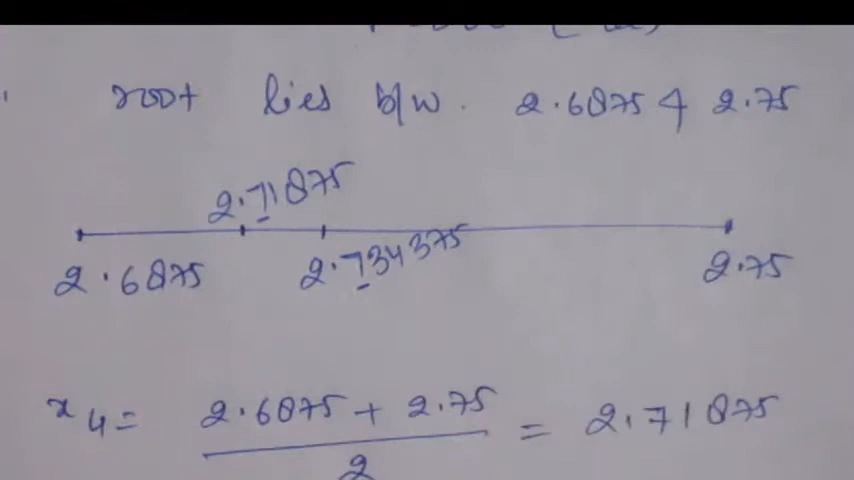 root lies b/w. 2.6875 & 2.75
2.71875
2.6875 2.734375 2.75
x4 = 2.6875 + 2.75 = 2.71875
2